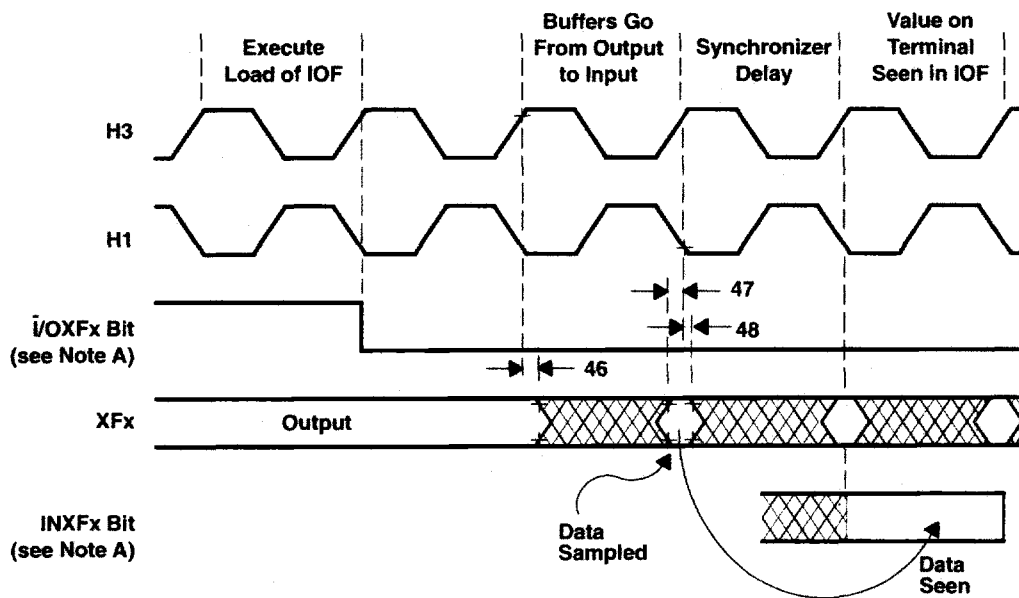 Execute
Load of IOF
Buffers Go
From Output
to Input
Synchronizer
Delay
Value on
Terminal
Seen in IOF
H3
H1
Ī/OXFx Bit
(see Note A)
47
48
46
XFx
Output
INXFx Bit
(see Note A)
Data
Sampled
Data
Seen